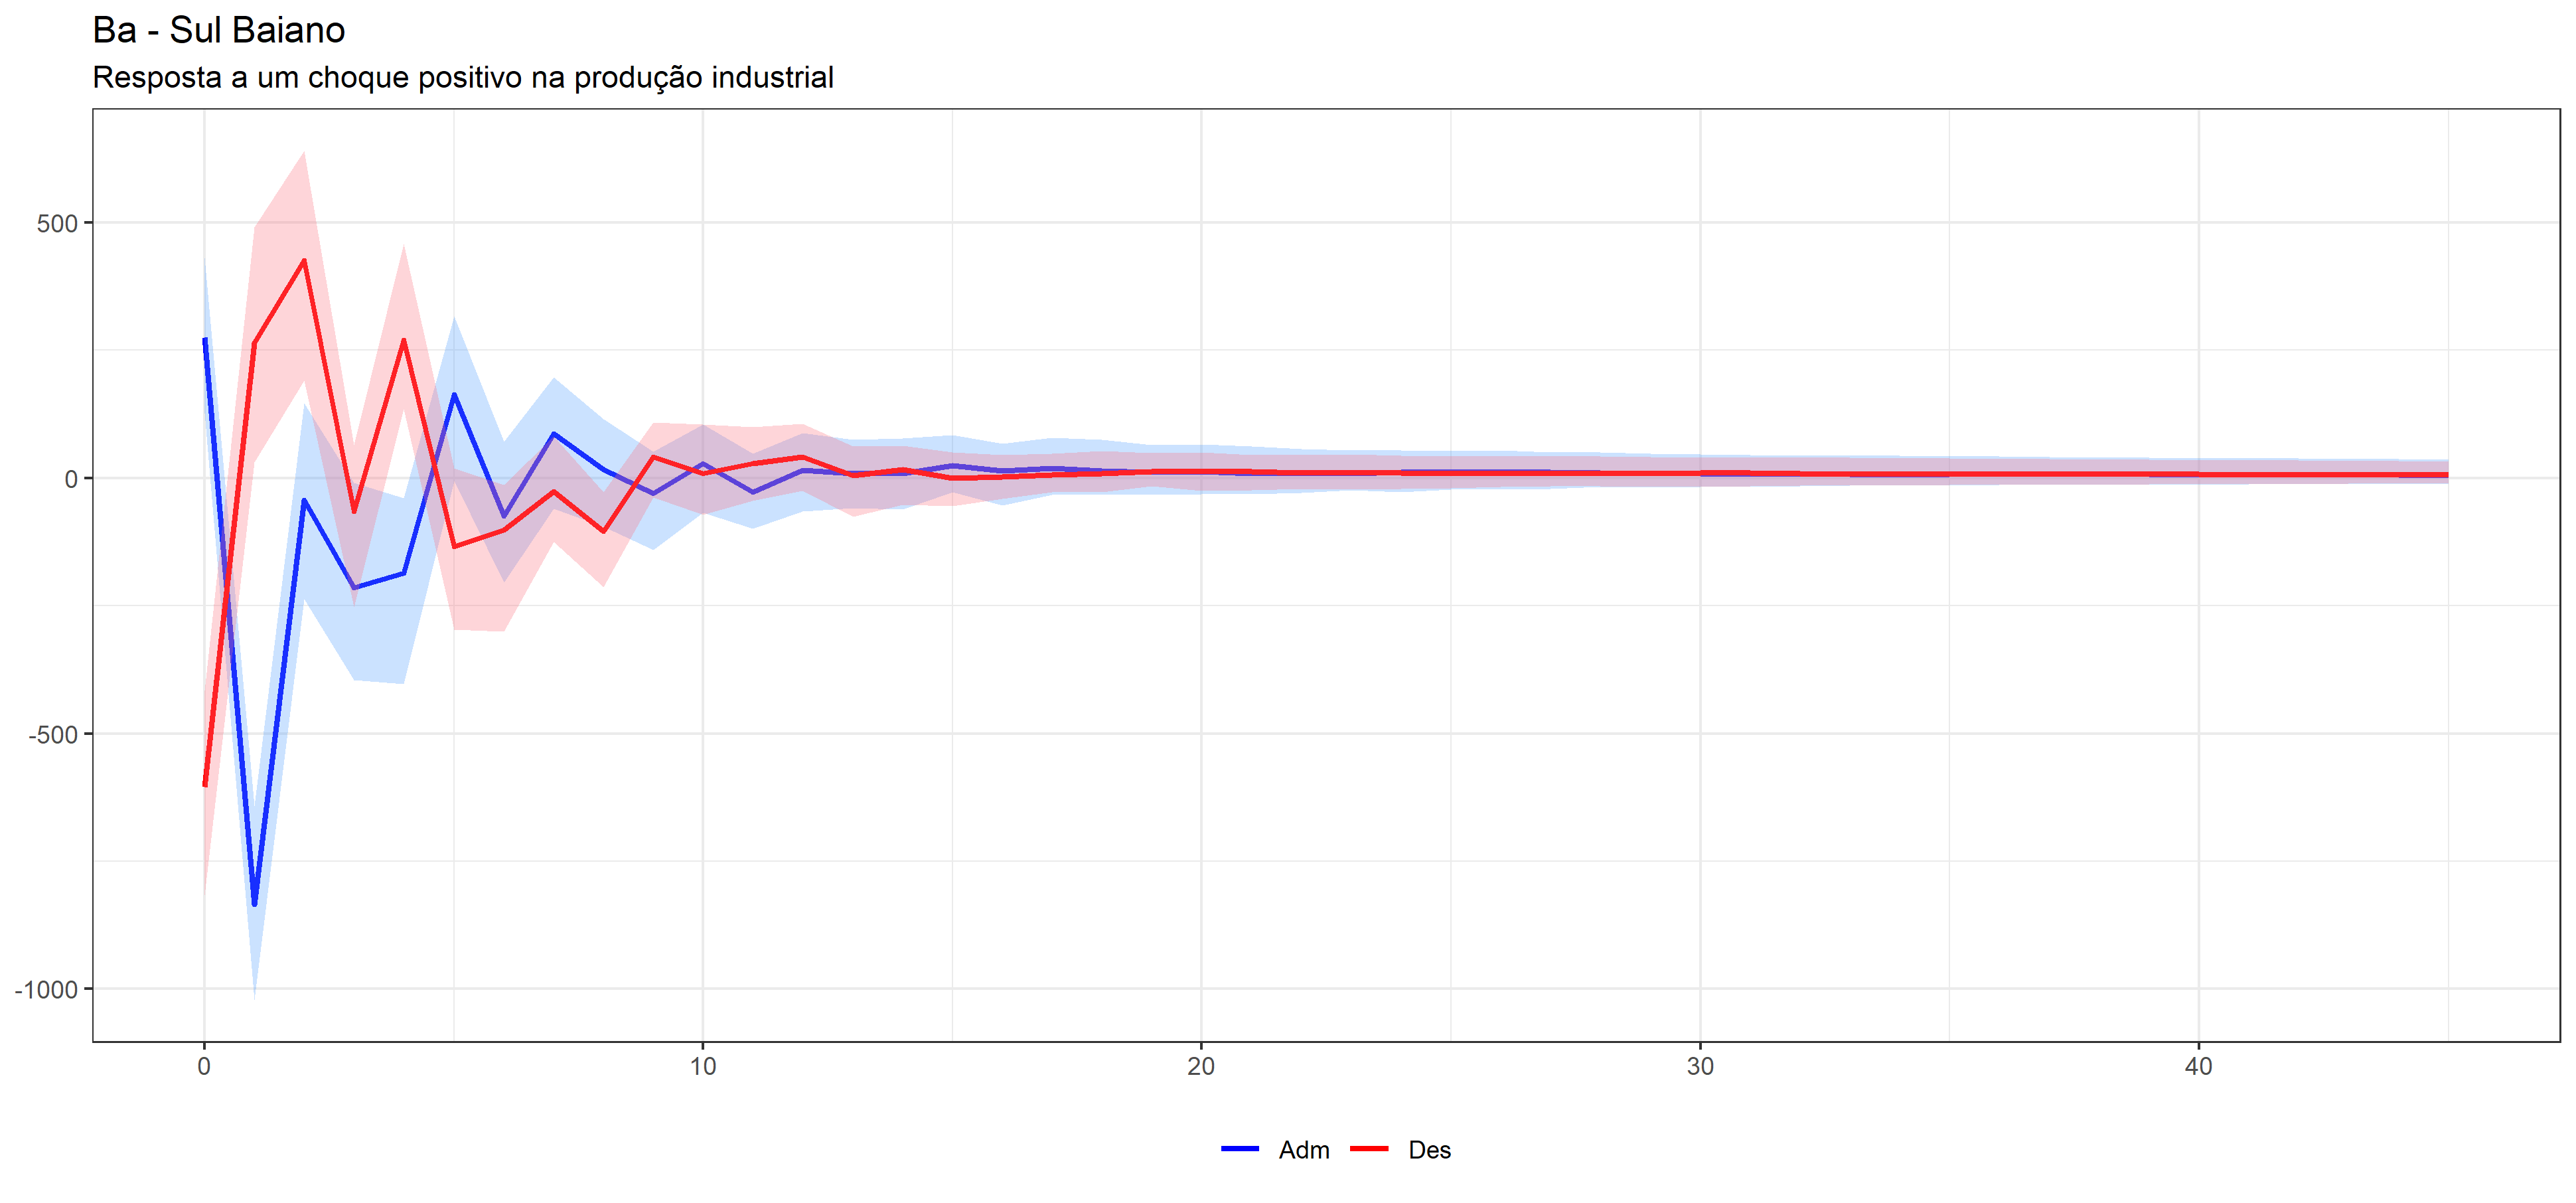 Ba - Sul Baiano
Resposta a um choque positivo na produção industrial
500
0
-500
-1000
0 10 20 30 40
Adm Des